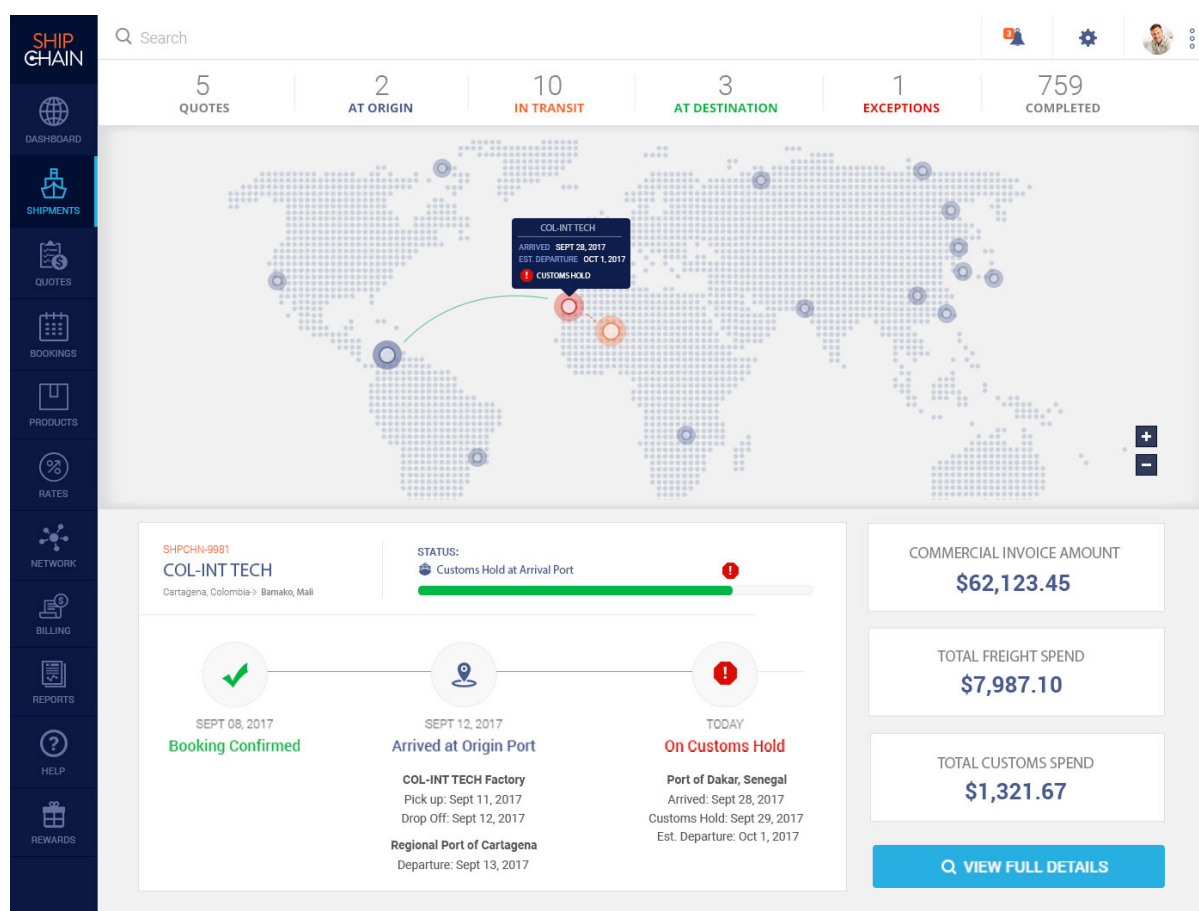 SHIP
CHAIN
Search
3
5
QUOTES
2
AT ORIGIN
10
IN TRANSIT
3
AT DESTINATION
1
EXCEPTIONS
759
COMPLETED
DASHBOARD
SHIPMENTS
QUOTES
BOOKINGS
PRODUCTS
RATES
NETWORK
BILLING
REPORTS
HELP
REWARDS
COL-INT TECH
ARRIVED SEPT 28, 2017
EST. DEPARTURE OCT 1, 2017
! CUSTOMS HOLD
+
−
SHPCHN-9981
COL-INT TECH
Cartagena, Colombia-> Bamako, Mali
STATUS:
Customs Hold at Arrival Port
!
SEPT 08, 2017
Booking Confirmed
SEPT 12, 2017
Arrived at Origin Port
COL-INT TECH Factory
Pick up: Sept 11, 2017
Drop Off: Sept 12, 2017
Regional Port of Cartagena
Departure: Sept 13, 2017
!
TODAY
On Customs Hold
Port of Dakar, Senegal
Arrived: Sept 28, 2017
Customs Hold: Sept 29, 2017
Est. Departure: Oct 1, 2017
COMMERCIAL INVOICE AMOUNT
$62,123.45
TOTAL FREIGHT SPEND
$7,987.10
TOTAL CUSTOMS SPEND
$1,321.67
VIEW FULL DETAILS